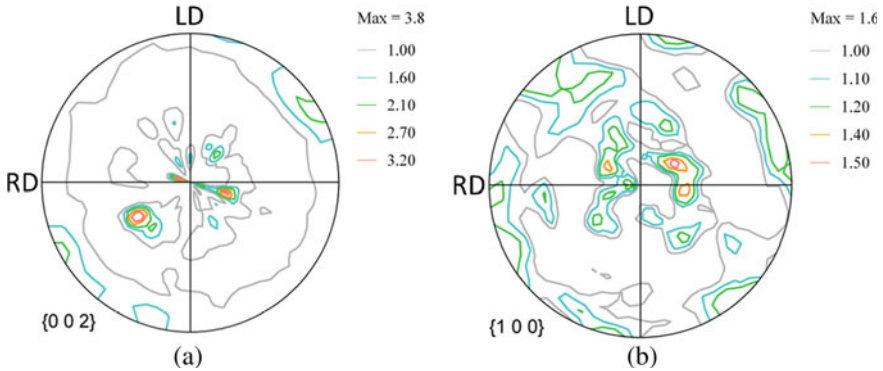 LD
Max = 3.8
1.00
1.60
2.10
2.70
3.20
RD
{0 0 2}
(a)
LD
Max = 1.6
1.00
1.10
1.20
1.40
1.50
RD
{1 0 0}
(b)